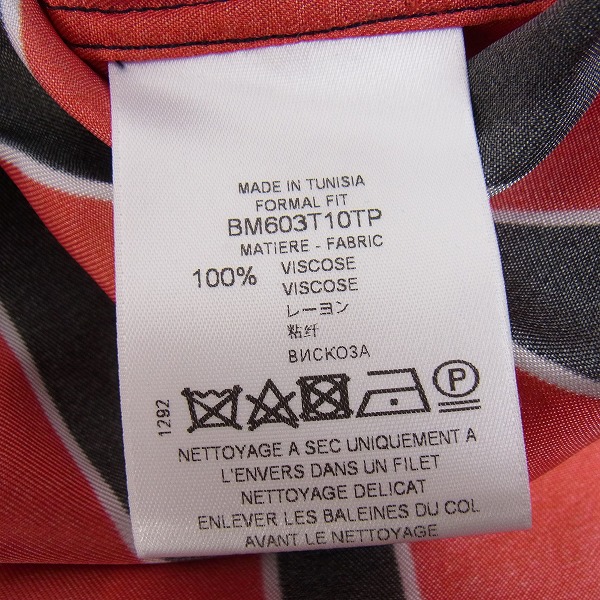 MADE IN TUNISIA
FORMAL FIT
BM603T10TP
MATIERE - FABRIC
100% VISCOSE
VISCOSE
レーヨン
粘纤
ВИСКОЗА
1292
P
NETTOYAGE A SEC UNIQUEMENT A
L'ENVERS DANS UN FILET
NETTOYAGE DELICAT
ENLEVER LES BALEINES DU COL
AVANT LE NETTOYAGE